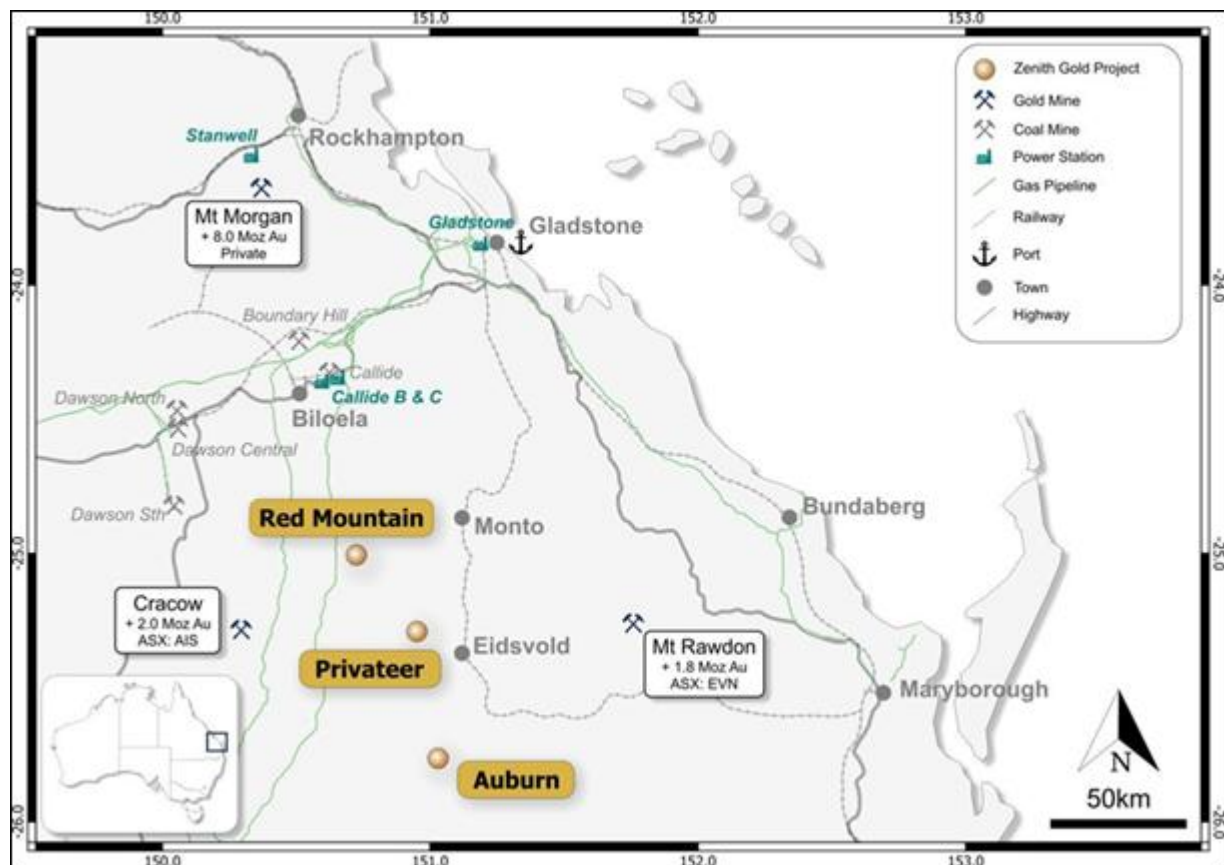 150.0 151.0 152.0 153.0
Zenith Gold Project
Gold Mine
Coal Mine
Power Station
Gas Pipeline
Railway
Port
Town
Highway
Rockhampton
Stanwell
Mt Morgan
+ 8.0 Moz Au
Private
Gladstone
Gladstone
-24.0 -24.0
Boundary Hill
Callide
Callide B & C
Biloela
Dawson North
Dawson Central
Dawson Sth
Red Mountain
Monto
Bundaberg
-25.0 -25.0
Cracow
+ 2.0 Moz Au
ASX: AIS
Privateer
Eidsvold
Mt Rawdon
+ 1.8 Moz Au
ASX: EVN
Maryborough
Auburn
N
50km
-26.0 -26.0
150.0 151.0 152.0 153.0